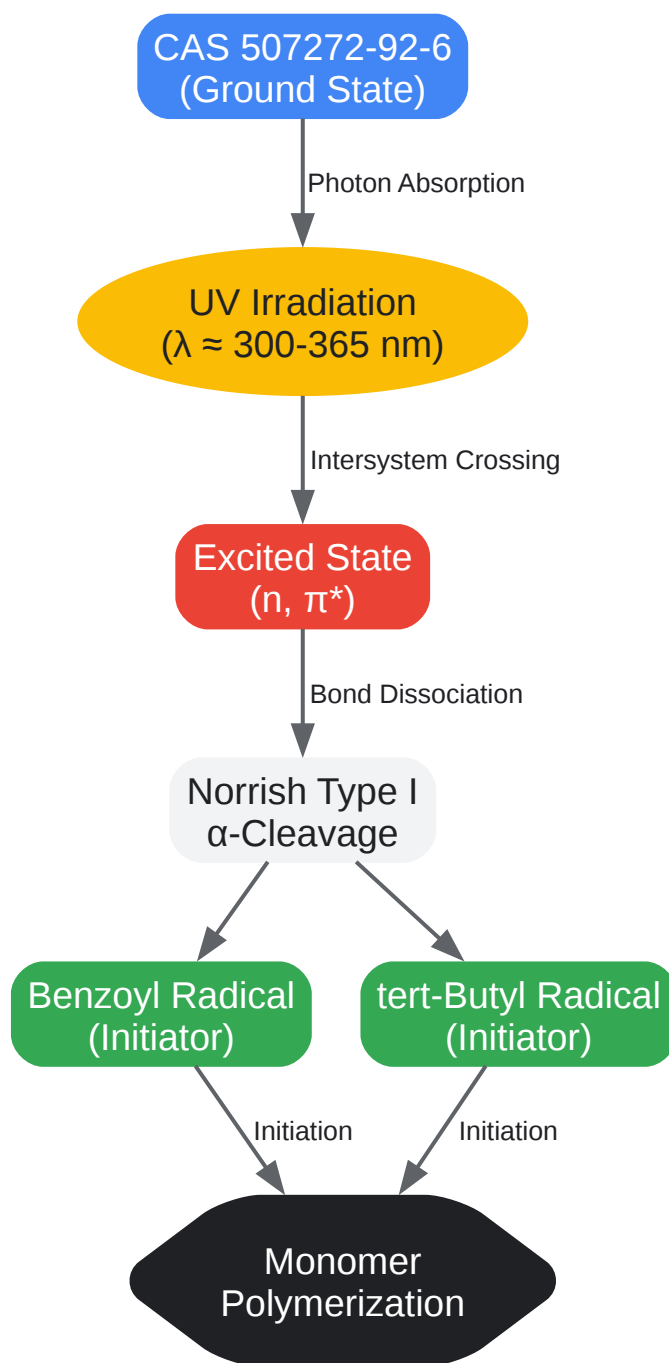 CAS 507272-92-6
(Ground State)
Photon Absorption
UV Irradiation
(λ ≈ 300-365 nm)
Intersystem Crossing
Excited State
(n, π*)
Bond Dissociation
Norrish Type I
α-Cleavage
Benzoyl Radical
(Initiator)
tert-Butyl Radical
(Initiator)
Initiation
Initiation
Monomer
Polymerization